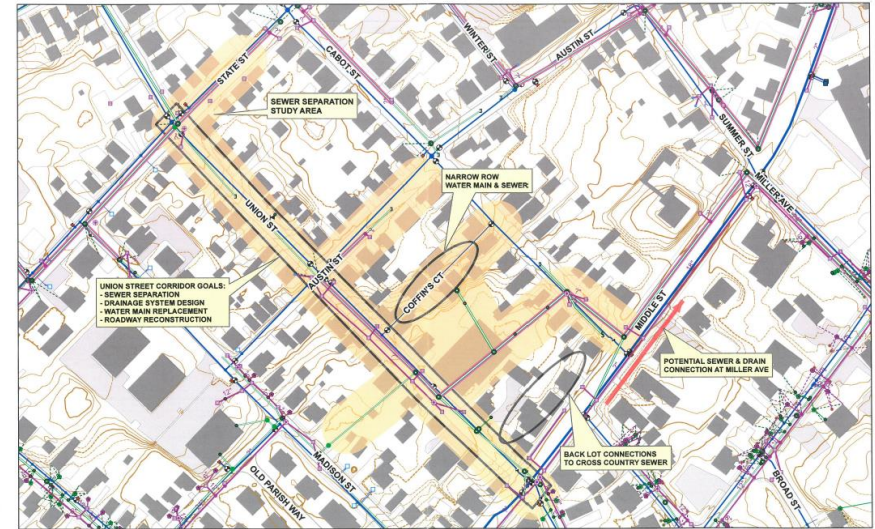 STATE ST
CABOT ST
WINTER ST
AUSTIN ST
SEWER SEPARATION
STUDY AREA
SUMMER ST
NARROW ROW
WATER MAIN & SEWER:
MILLER AVE
UNION ST
AUSTIN ST
COFFIN'S CT
UNION STREET CORRIDOR GOALS:
- SEWER SEPARATION
- DRAINAGE SYSTEM DESIGN
- WATER MAIN REPLACEMENT
- ROADWAY RECONSTRUCTION
MIDDLE ST
POTENTIAL SEWER & DRAIN
CONNECTION AT MILLER AVE
BACK LOT CONNECTIONS
TO CROSS COUNTRY SEWER
MADISON ST
OLD PARISH WAY
BROAD ST